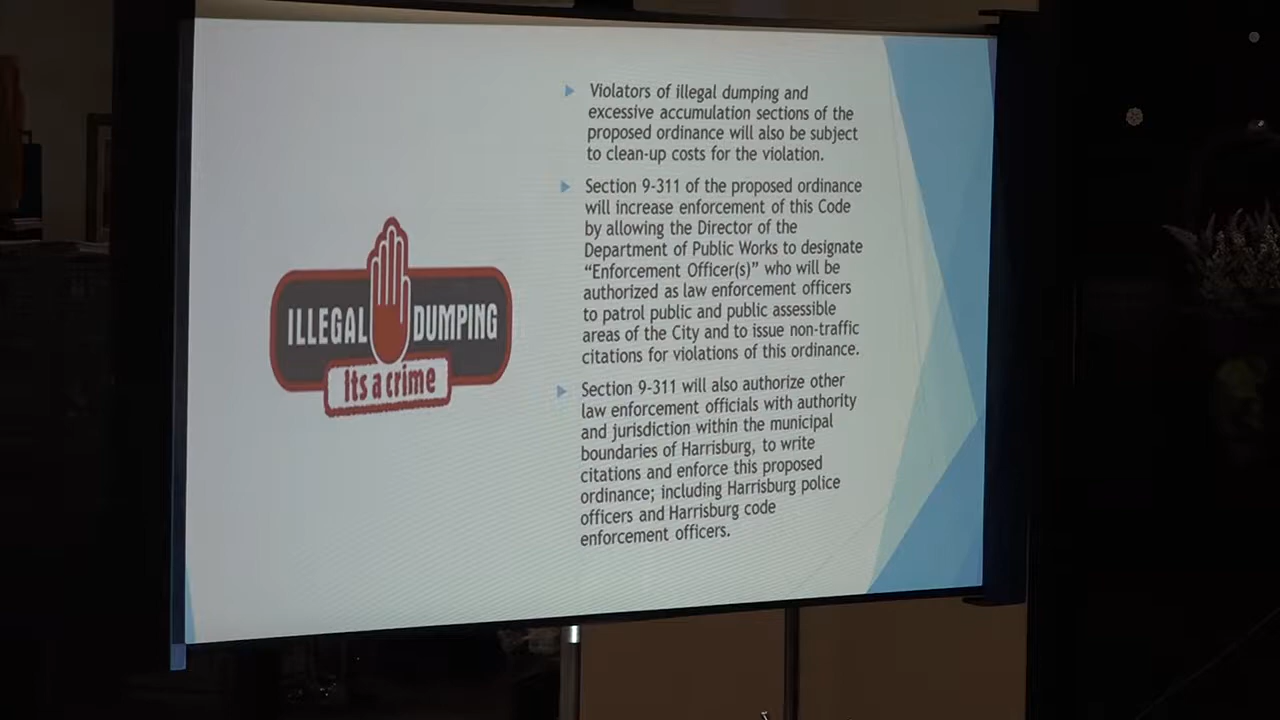 ILLEGAL DUMPING
its a crime
Violators of illegal dumping and
excessive accumulation sections of the
proposed ordinance will also be subject
to clean-up costs for the violation.
Section 9-311 of the proposed ordinance
will increase enforcement of this Code
by allowing the Director of the
Department of Public Works to designate
“Enforcement Officer(s)” who will be
authorized as law enforcement officers
to patrol public and public assessible
areas of the City and to issue non-traffic
citations for violations of this ordinance.
Section 9-311 will also authorize other
law enforcement officials with authority
and jurisdiction within the municipal
boundaries of Harrisburg, to write
citations and enforce this proposed
ordinance; including Harrisburg police
officers and Harrisburg code
enforcement officers.